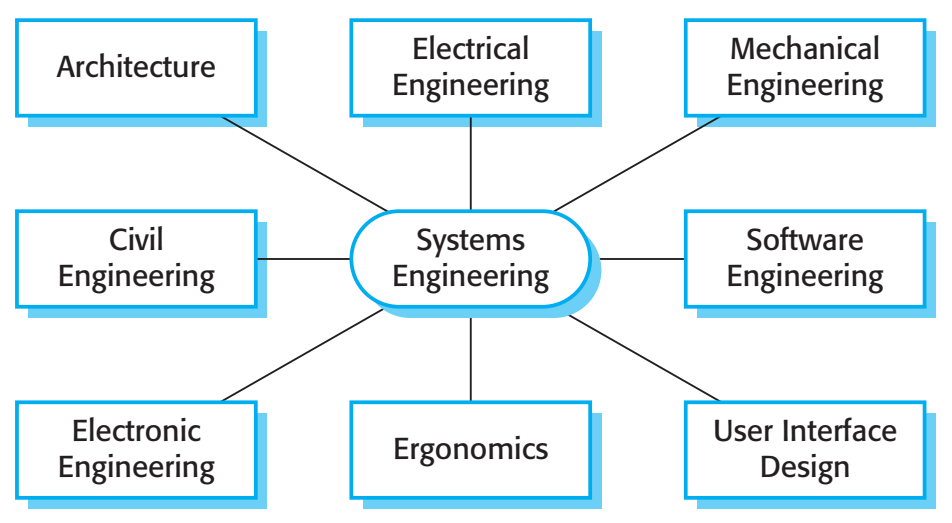 Architecture
Electrical
Engineering
Mechanical
Engineering
Civil
Engineering
Systems
Engineering
Software
Engineering
Electronic
Engineering
Ergonomics
User Interface
Design